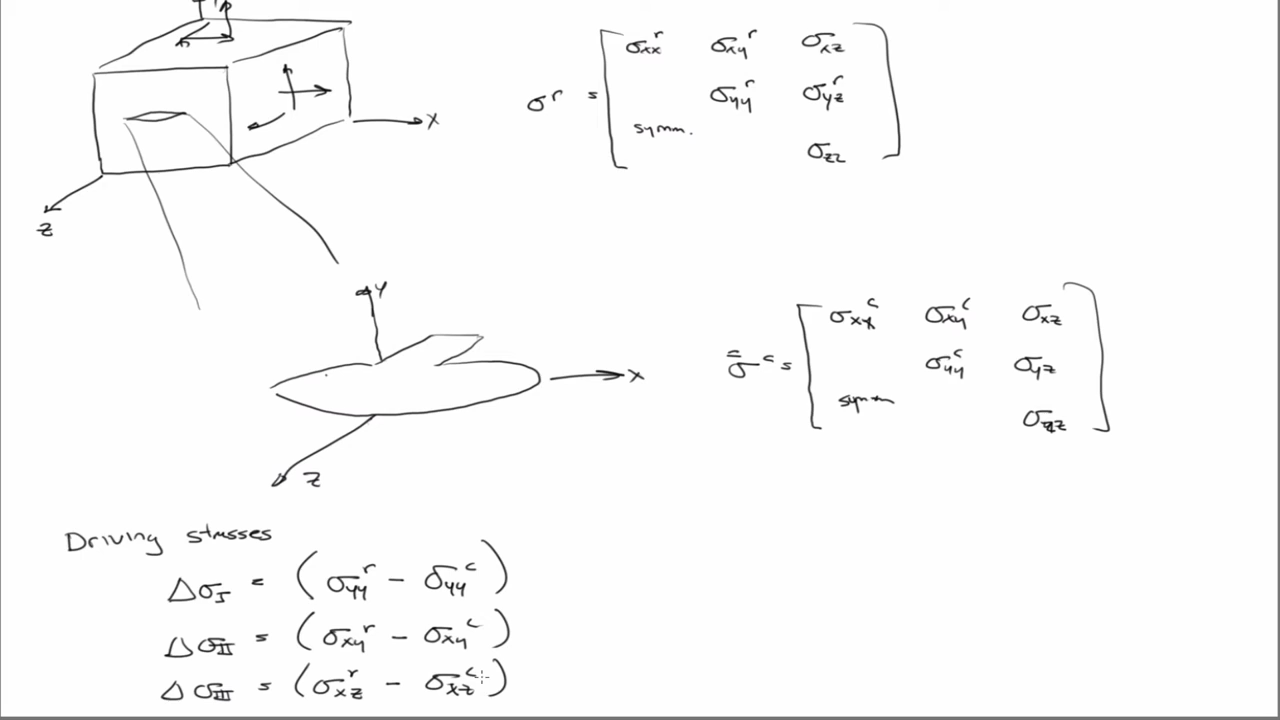 σxx^r σxy^r σxz
σ^r = σyy^r σyz^r
symm.
σzz
X
Z
Y
X
Z
σxx^c σxy^c σxz
σ^c = σyy^c σyz
symm
σzz
Driving stresses
Δσ_I = (σyy^r - σyy^c)
Δσ_II = (σxy^r - σxy^c)
Δσ_III = (σxz^r - σxz^c)